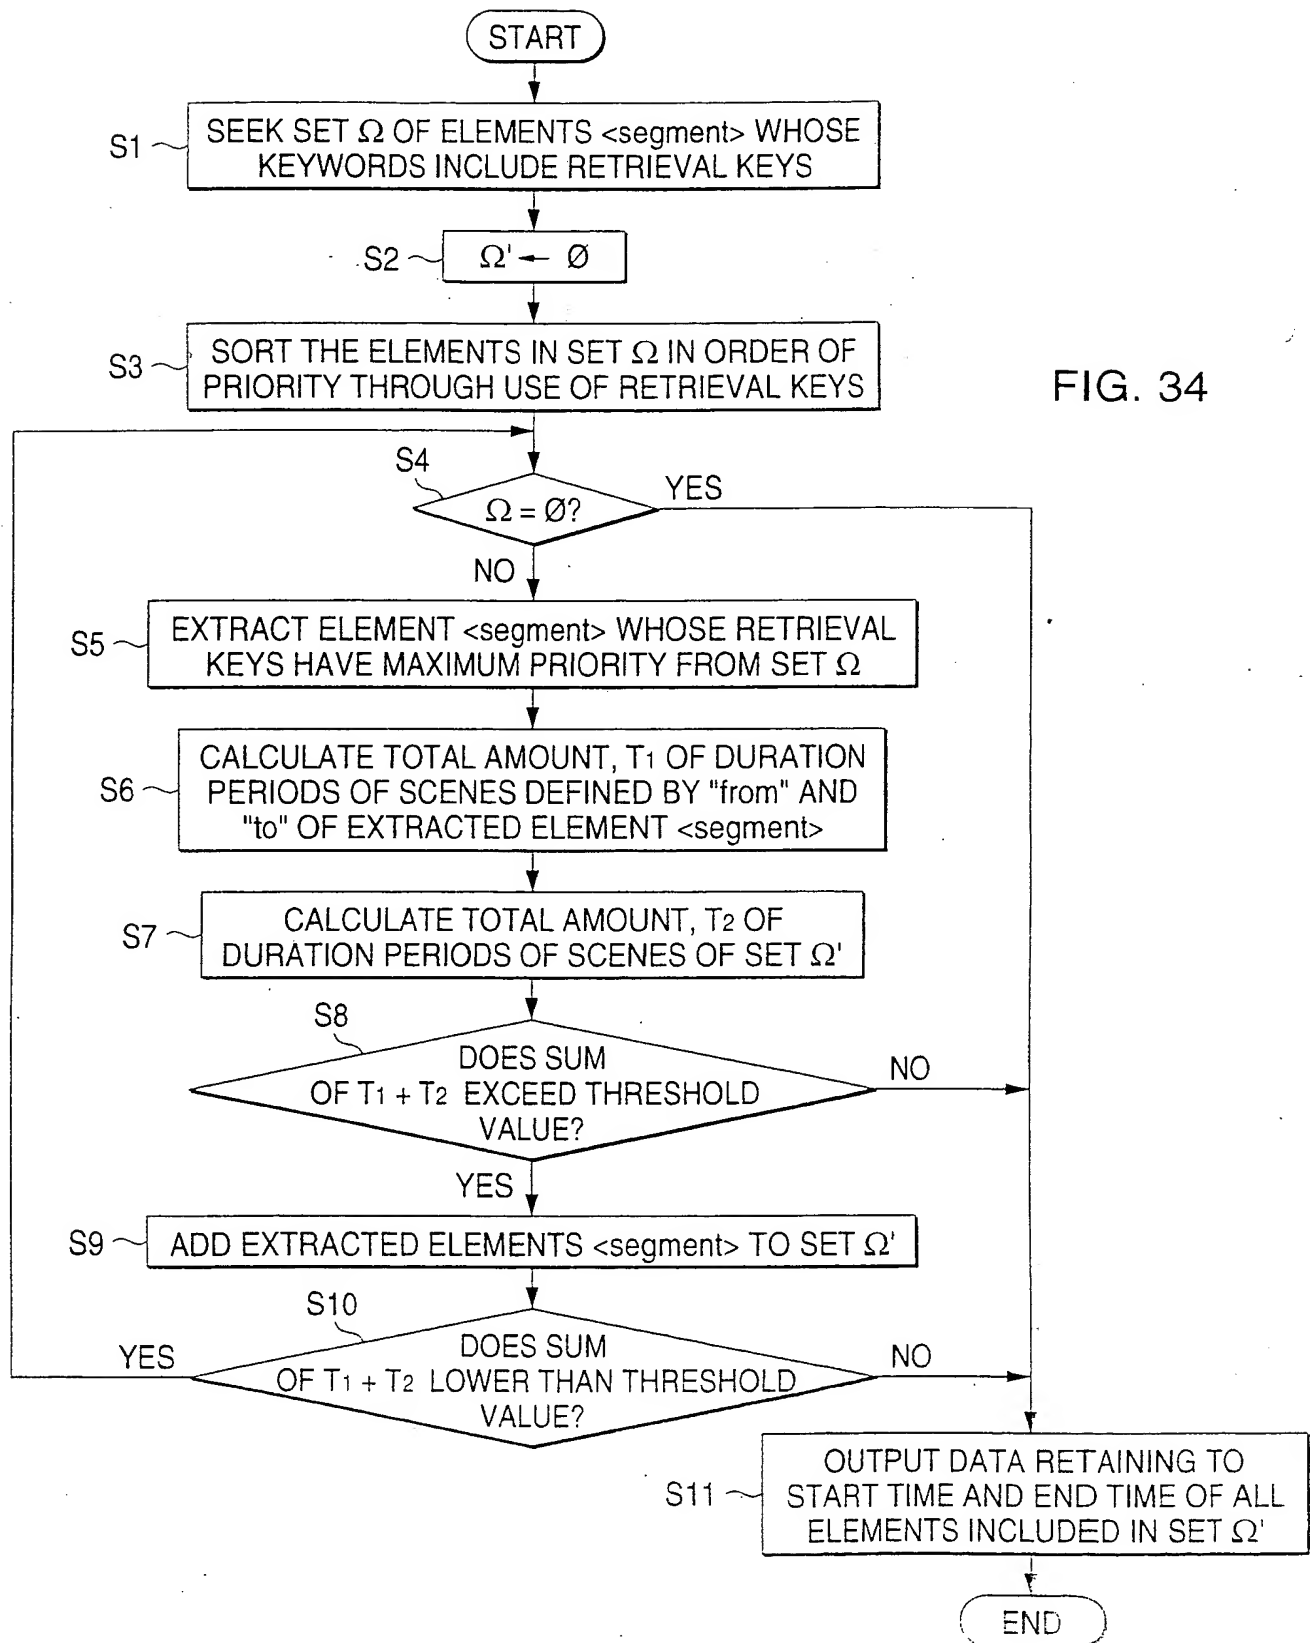 START
S1
SEEK SET Ω OF ELEMENTS <segment> WHOSE
KEYWORDS INCLUDE RETRIEVAL KEYS
S2
Ω' ← Ø
S3
SORT THE ELEMENTS IN SET Ω IN ORDER OF
PRIORITY THROUGH USE OF RETRIEVAL KEYS
FIG. 34
S4
YES
Ω = Ø?
NO
S5
EXTRACT ELEMENT <segment> WHOSE RETRIEVAL
KEYS HAVE MAXIMUM PRIORITY FROM SET Ω
S6
CALCULATE TOTAL AMOUNT, T1 OF DURATION
PERIODS OF SCENES DEFINED BY "from" AND
"to" OF EXTRACTED ELEMENT <segment>
S7
CALCULATE TOTAL AMOUNT, T2 OF
DURATION PERIODS OF SCENES OF SET Ω'
S8
DOES SUM
OF T1 + T2 EXCEED THRESHOLD
VALUE?
NO
YES
S9
ADD EXTRACTED ELEMENTS <segment> TO SET Ω'
S10
DOES SUM
OF T1 + T2 LOWER THAN THRESHOLD
VALUE?
YES
NO
S11
OUTPUT DATA RETAINING TO
START TIME AND END TIME OF ALL
ELEMENTS INCLUDED IN SET Ω'
END